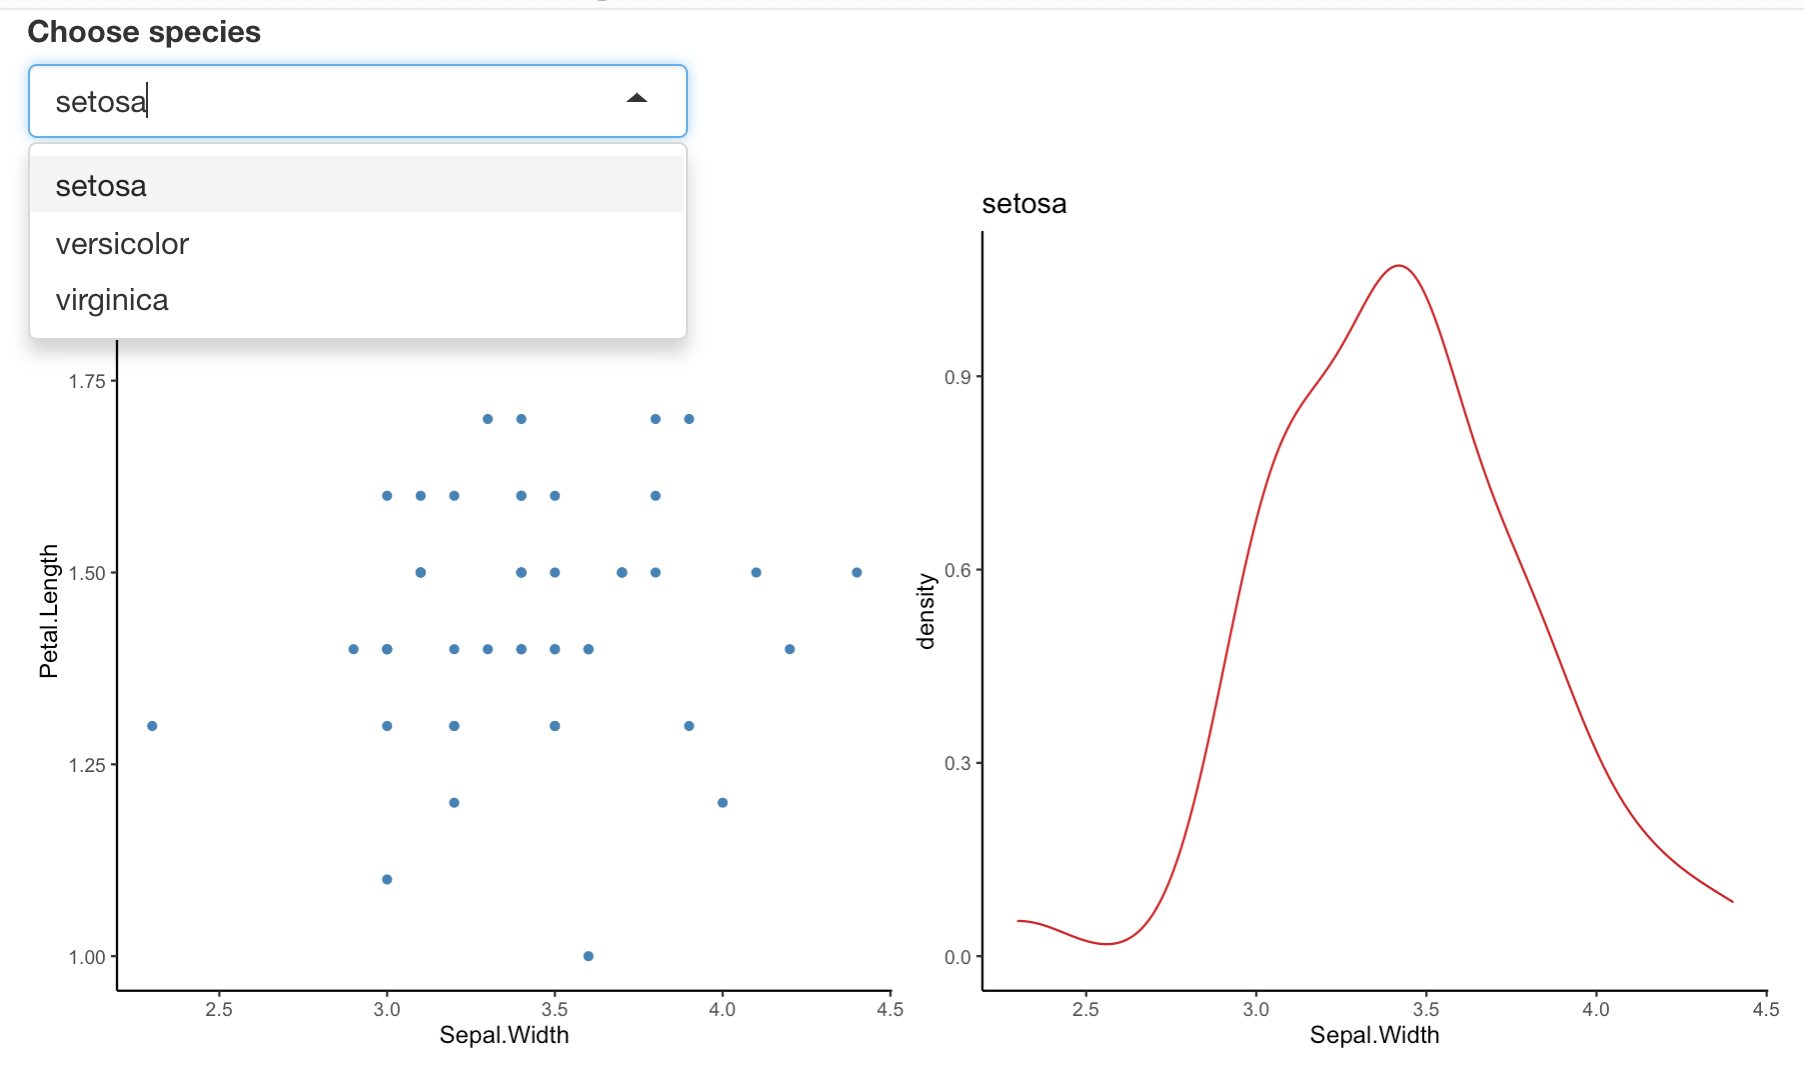 Choose species
setosa
setosa
versicolor
virginica
1.75
1.50
1.25
1.00
Petal.Length
2.5 3.0 3.5 4.0 4.5
Sepal.Width
setosa
0.9
0.6
0.3
0.0
density
2.5 3.0 3.5 4.0 4.5
Sepal.Width